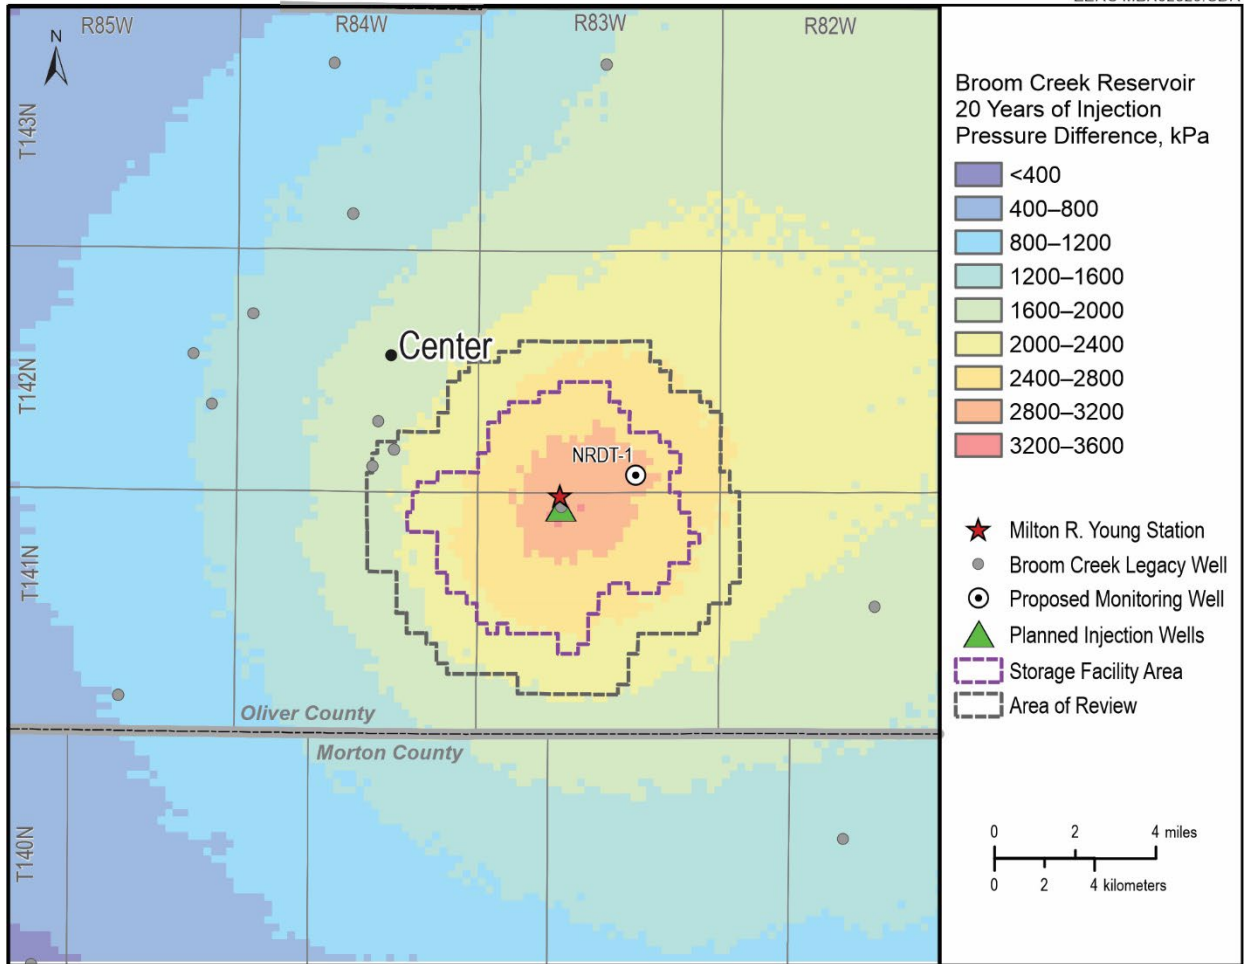 R85W
R84W
R83W
R82W
N
T143N
T142N
T141N
T140N
Center
NRDT-1
Oliver County
Morton County
Broom Creek Reservoir
20 Years of Injection
Pressure Difference, kPa
<400
400–800
800–1200
1200–1600
1600–2000
2000–2400
2400–2800
2800–3200
3200–3600
Milton R. Young Station
Broom Creek Legacy Well
Proposed Monitoring Well
Planned Injection Wells
Storage Facility Area
Area of Review
0 2 4 miles
0 2 4 kilometers